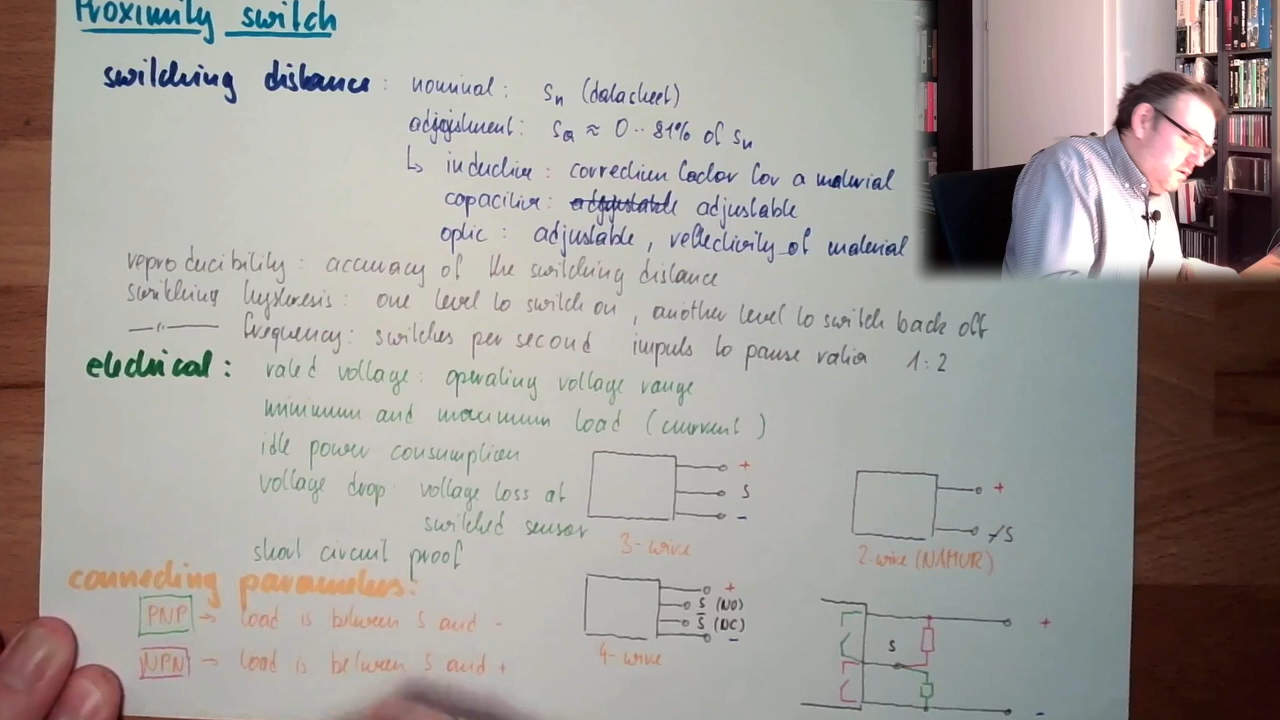 Proximity switch
switching distance: nominal: sn (datasheet)
adjustment: sa ≈ 0..81% of sn
↳ inductive: correction factor for a material
capacitive: adjustable adjustable
optic: adjustable, reflectivity of material
reproducibility: accuracy of the switching distance
switching hysteresis: one level to switch on, another level to switch back off
—"— frequency: switches per second impuls to pause ratio 1:2
electrical: rated voltage: operating voltage range
minimum and maximum load (current)
idle power consumption
voltage drop: voltage loss at
switched sensor
short circuit proof
+
S
-
3-wire
+
-/S
2-wire (NAMUR)
connecting parameters:
PNP → load is between S and -
NPN → load is between S and +
+
S (NO)
S̄ (DC)
-
4-wire
+
S
-